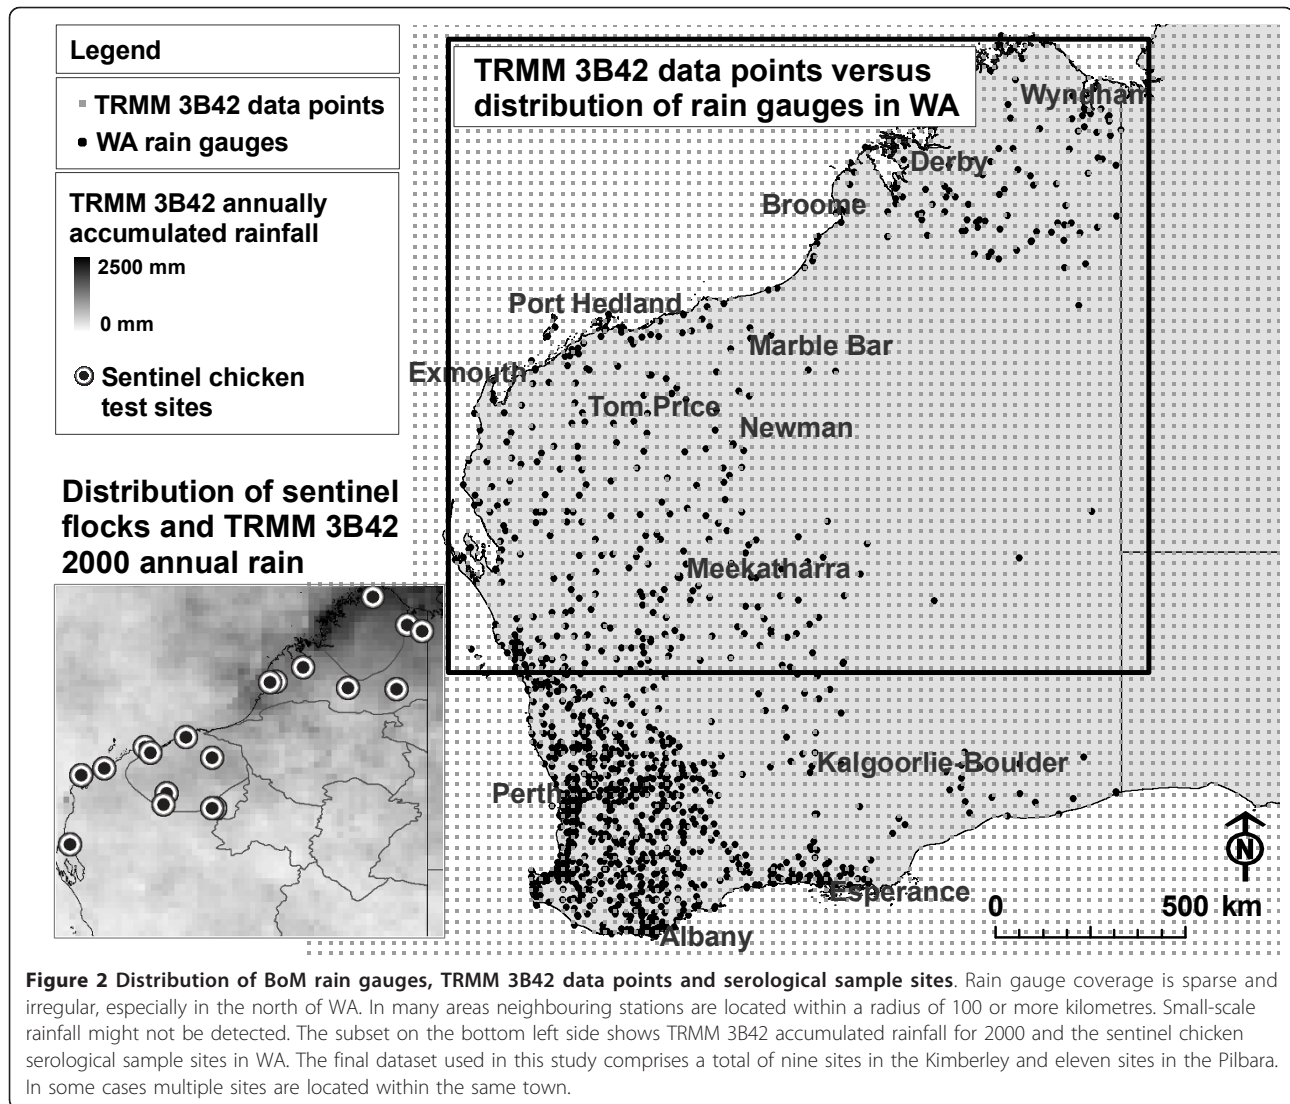 Legend
TRMM 3B42 data points
WA rain gauges
TRMM 3B42 annually
accumulated rainfall
2500 mm
0 mm
Sentinel chicken
test sites
Distribution of sentinel
flocks and TRMM 3B42
2000 annual rain
TRMM 3B42 data points versus
distribution of rain gauges in WA
Wyndhan
Derby
Broome
Port Hedland
Marble Bar
Exmouth
Tom Price
Newman
Meekatharra
Kalgoorlie-Boulder
Perth
Esperance
Albany
N
0 500 km
Figure 2 Distribution of BoM rain gauges, TRMM 3B42 data points and serological sample sites. Rain gauge coverage is sparse and
irregular, especially in the north of WA. In many areas neighbouring stations are located within a radius of 100 or more kilometres. Small-scale
rainfall might not be detected. The subset on the bottom left side shows TRMM 3B42 accumulated rainfall for 2000 and the sentinel chicken
serological sample sites in WA. The final dataset used in this study comprises a total of nine sites in the Kimberley and eleven sites in the Pilbara.
In some cases multiple sites are located within the same town.